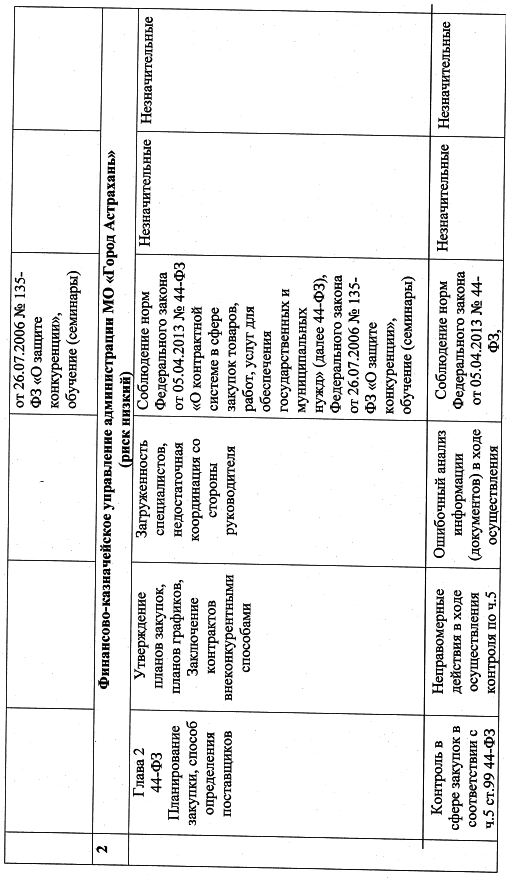 от 26.07.2006 № 135-
ФЗ «О защите
конкуренции»,
обучение (семинары)
2
Финансово-казначейское управление администрации МО «Город Астрахань»
(риск низкий)
Глава 2
44-ФЗ
Планирование
закупки, способ
определения
поставщиков
Утверждение
планов закупок,
планов графиков,
Заключение
контрактов
внеконкурентными
способами
Загруженность
специалистов,
недостаточная
координация со
стороны
руководителя
Соблюдение норм
Федерального закона
от 05.04.2013 № 44-ФЗ
«О контрактной
системе в сфере
закупок товаров,
работ, услуг для
обеспечения
государственных и
муниципальных
нужд» (далее 44-ФЗ),
Федерального закона
от 26.07.2006 № 135-
ФЗ «О защите
конкуренции»,
обучение (семинары)
Незначительные
Незначительные
Контроль в
сфере закупок в
соответствии с
ч.5 ст.99 44-ФЗ
Неправомерные
действия в ходе
осуществления
контроля по ч.5
Ошибочный анализ
информации
(документов) в ходе
осуществления
Соблюдение норм
Федерального закона
от 05.04.2013 № 44-
ФЗ,
Незначительные
Незначительные